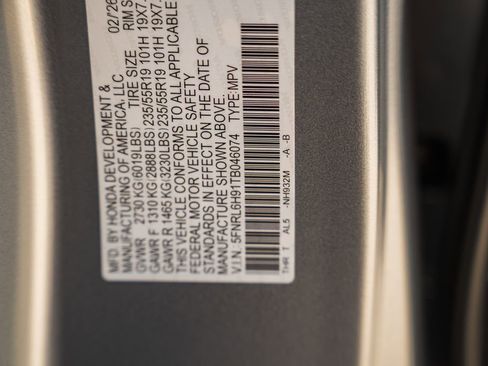 MFD. BY HONDA DEVELOPMENT & 02/26
MANUFACTURING OF AMERICA, LLC
GVWR 2730 KG(6019LBS) TIRE SIZE RIM S
GAWR F 1310 KG(2888LBS) 235/55R19 101H 19X7.
GAWR R 1465 KG(3230LBS) 235/55R19 101H 19X7.
THIS VEHICLE CONFORMS TO ALL APPLICABLE
FEDERAL MOTOR VEHICLE SAFETY
STANDARDS IN EFFECT ON THE DATE OF
MANUFACTURE SHOWN ABOVE.
V.I.N. 5FNRL6H91TB046074 TYPE:MPV
THR T AL5 -NH932M -A -B